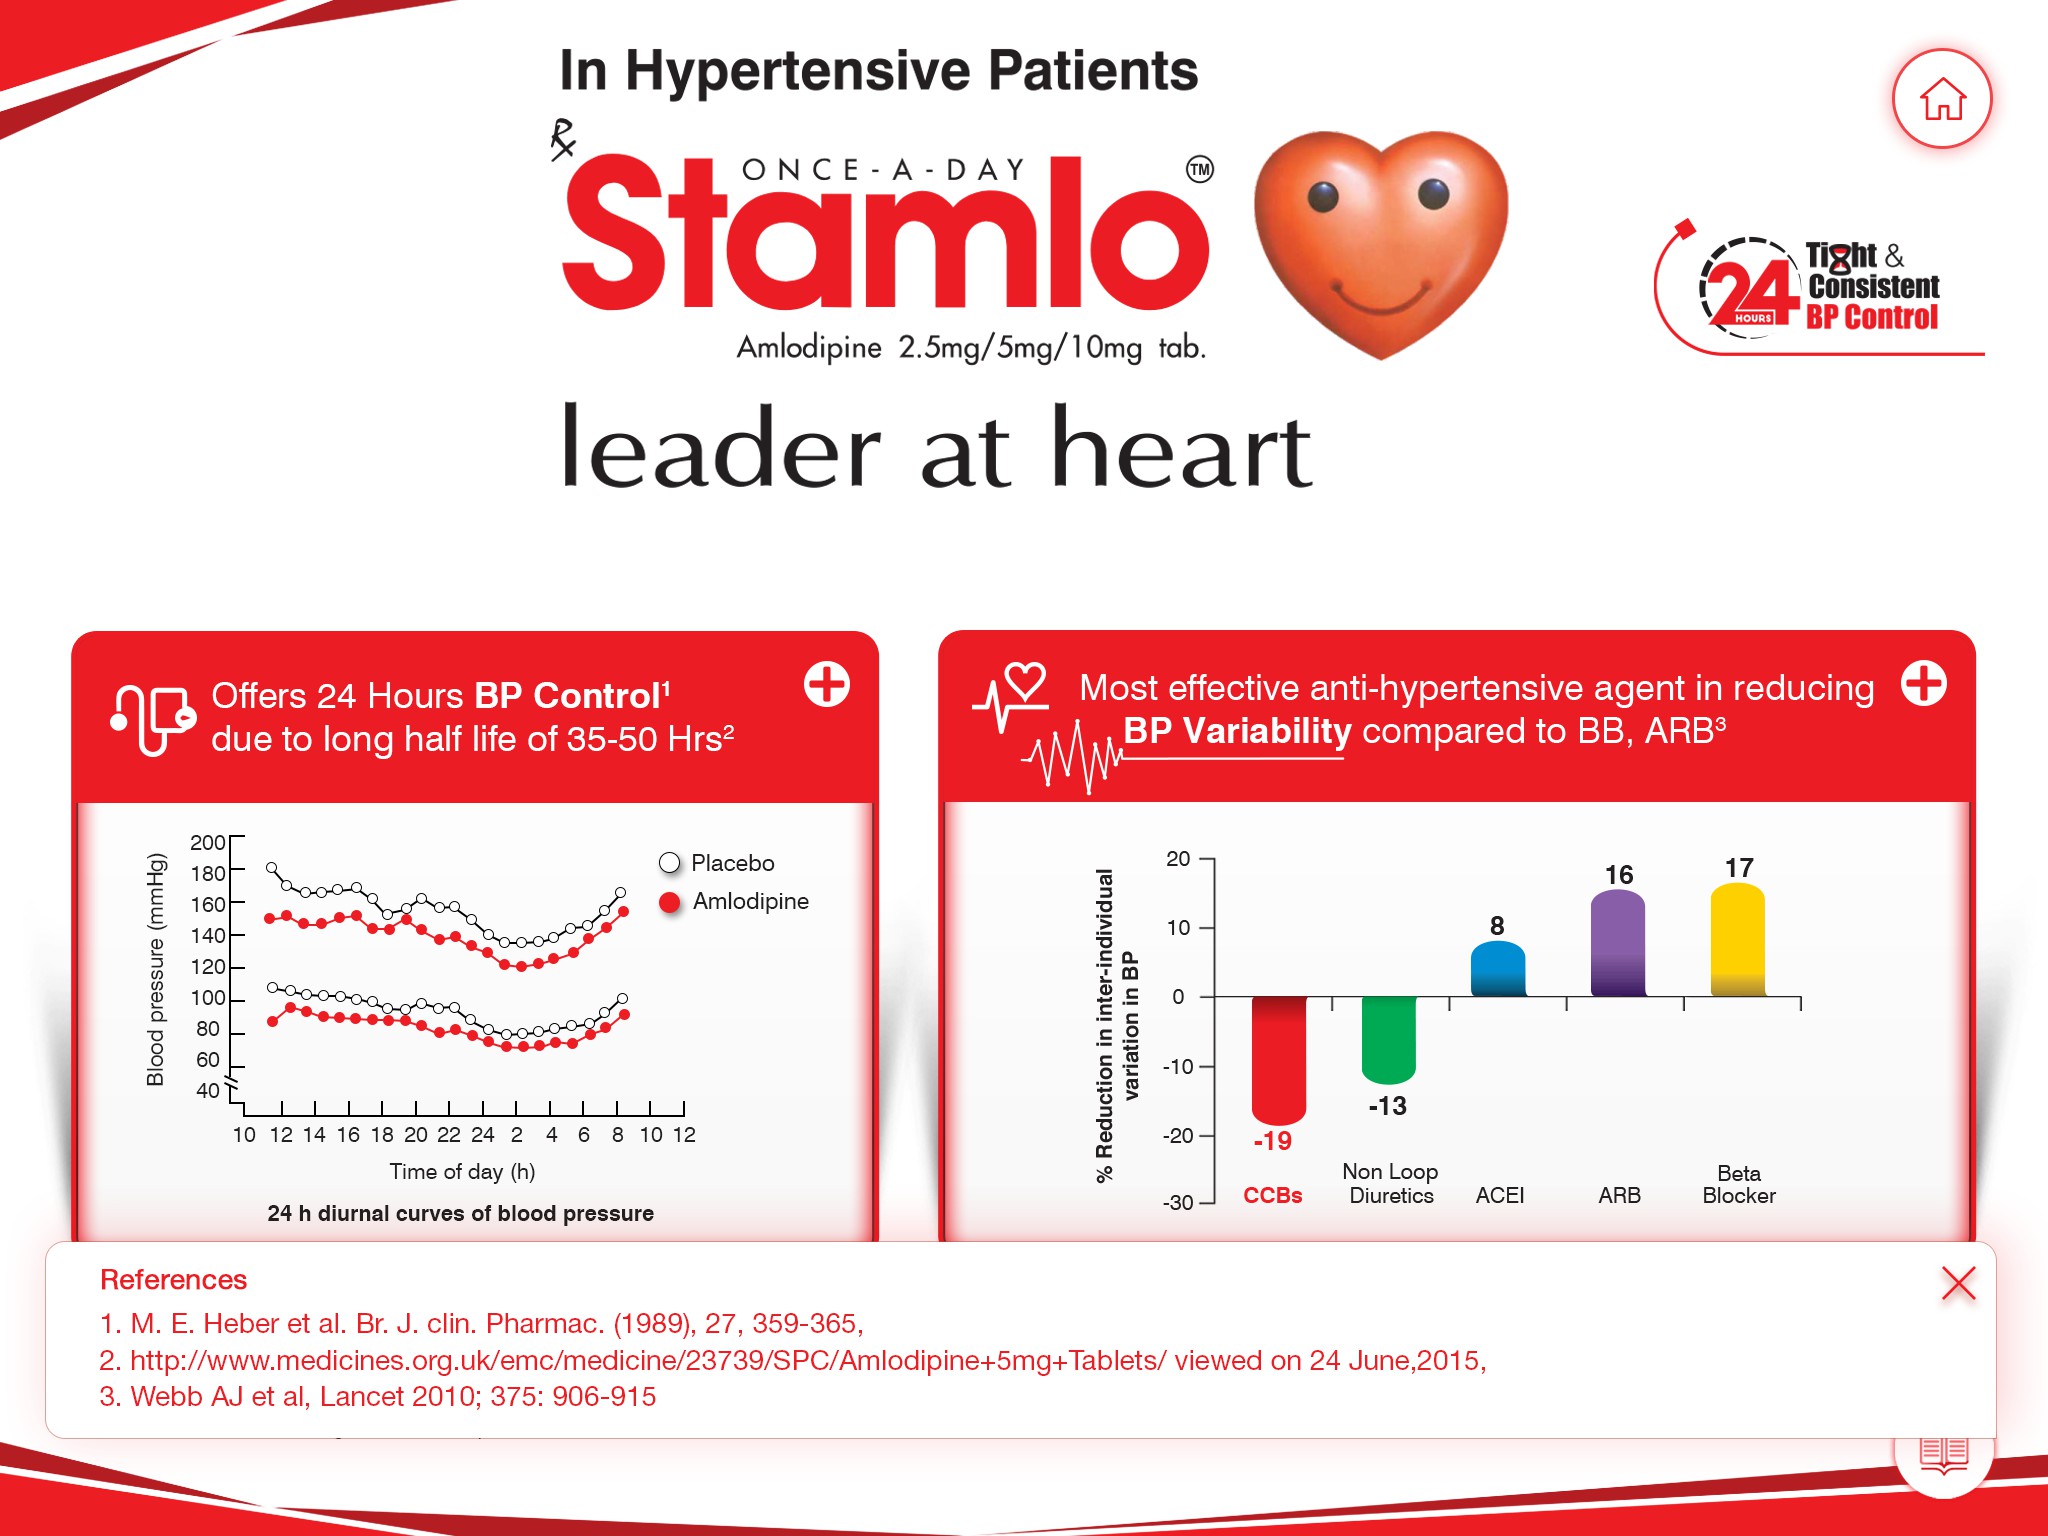 In Hypertensive Patients
℞
ONCE-A-DAY
Stamlo™
Amlodipine 2.5mg/5mg/10mg tab.
leader at heart
24 HOURS
Tight &
Consistent
BP Control
Offers 24 Hours BP Control¹
due to long half life of 35-50 Hrs²
Blood pressure (mmHg)
200
180
160
140
120
100
80
60
40
Placebo
Amlodipine
10 12 14 16 18 20 22 24 2 4 6 8 10 12
Time of day (h)
24 h diurnal curves of blood pressure
Most effective anti-hypertensive agent in reducing
BP Variability compared to BB, ARB³
% Reduction in inter-individual
variation in BP
20
10
0
-10
-20
-30
-19
-13
8
16
17
CCBs
Non Loop
Diuretics
ACEI
ARB
Beta
Blocker
References
1. M. E. Heber et al. Br. J. clin. Pharmac. (1989), 27, 359-365,
2. http://www.medicines.org.uk/emc/medicine/23739/SPC/Amlodipine+5mg+Tablets/ viewed on 24 June,2015,
3. Webb AJ et al, Lancet 2010; 375: 906-915